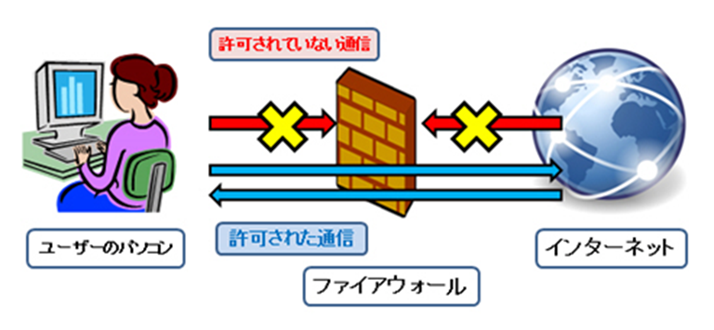 許可されていない通信
ユーザーのパソコン
許可された通信
インターネット
ファイアウォール